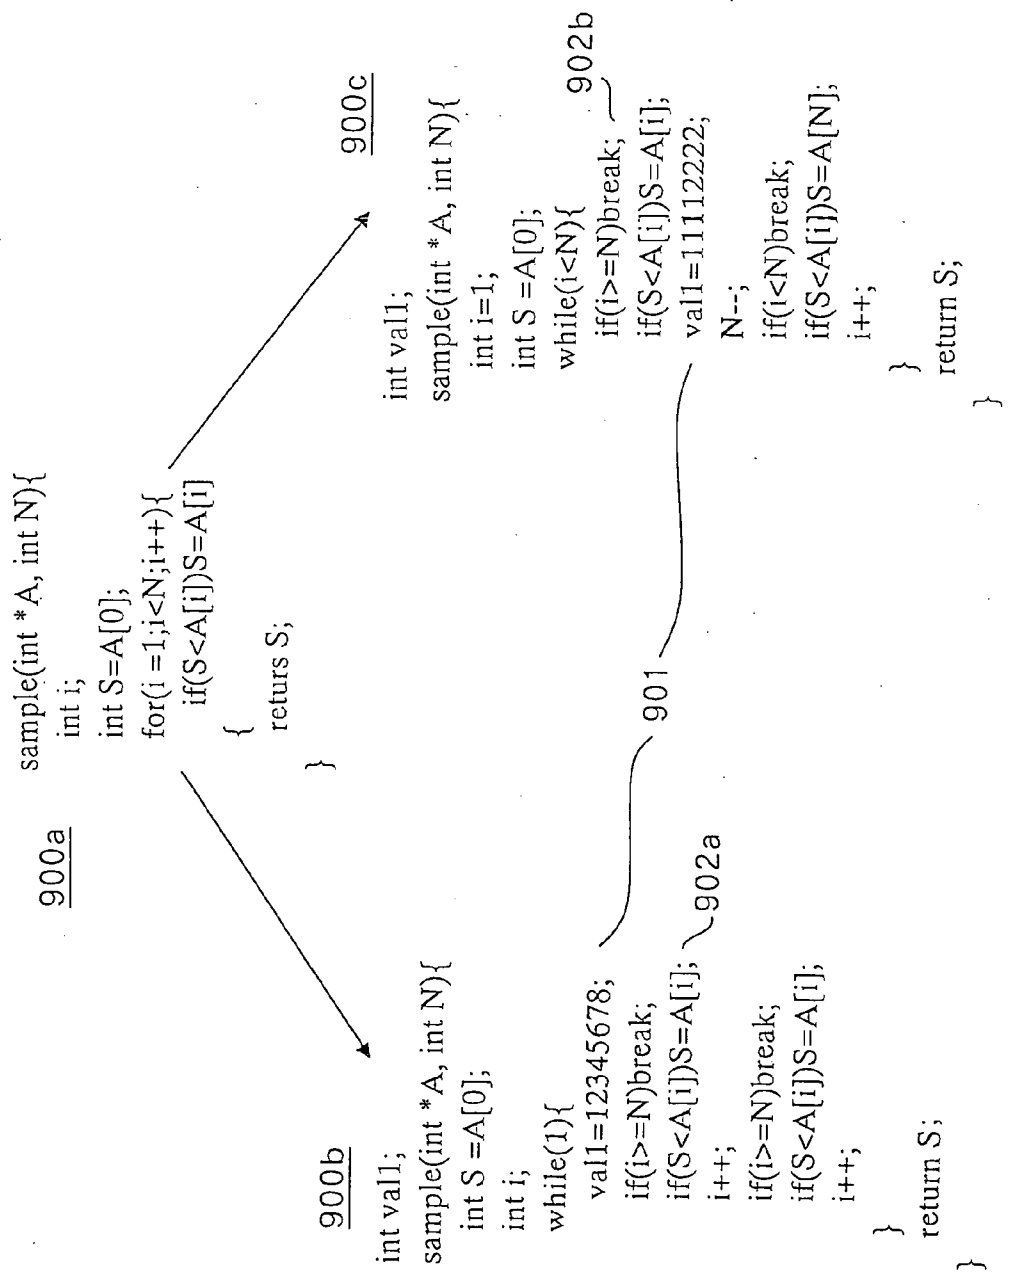 900a
sample(int * A, int N){
int i;
int S=A[0];
for(i =1;i<N;i++){
if(S<A[i])S=A[i]
{
returs S;
}
900b
int val1;
sample(int * A, int N){
int S =A[0];
int i;
while(1){
val1=12345678;
if(i>=N)break;
if(S<A[i])S=A[i];
i++;
if(i>=N)break;
if(S<A[i])S=A[i];
i++;
}
return S;
}
902a
901
900c
int val1;
sample(int * A, int N){
int i=1;
int S =A[0];
while(i<N){
if(i>=N)break;
if(S<A[i])S=A[i];
val1=11112222;
N--;
if(i<N)break;
if(S<A[i])S=A[N];
i++;
}
return S;
}
902b